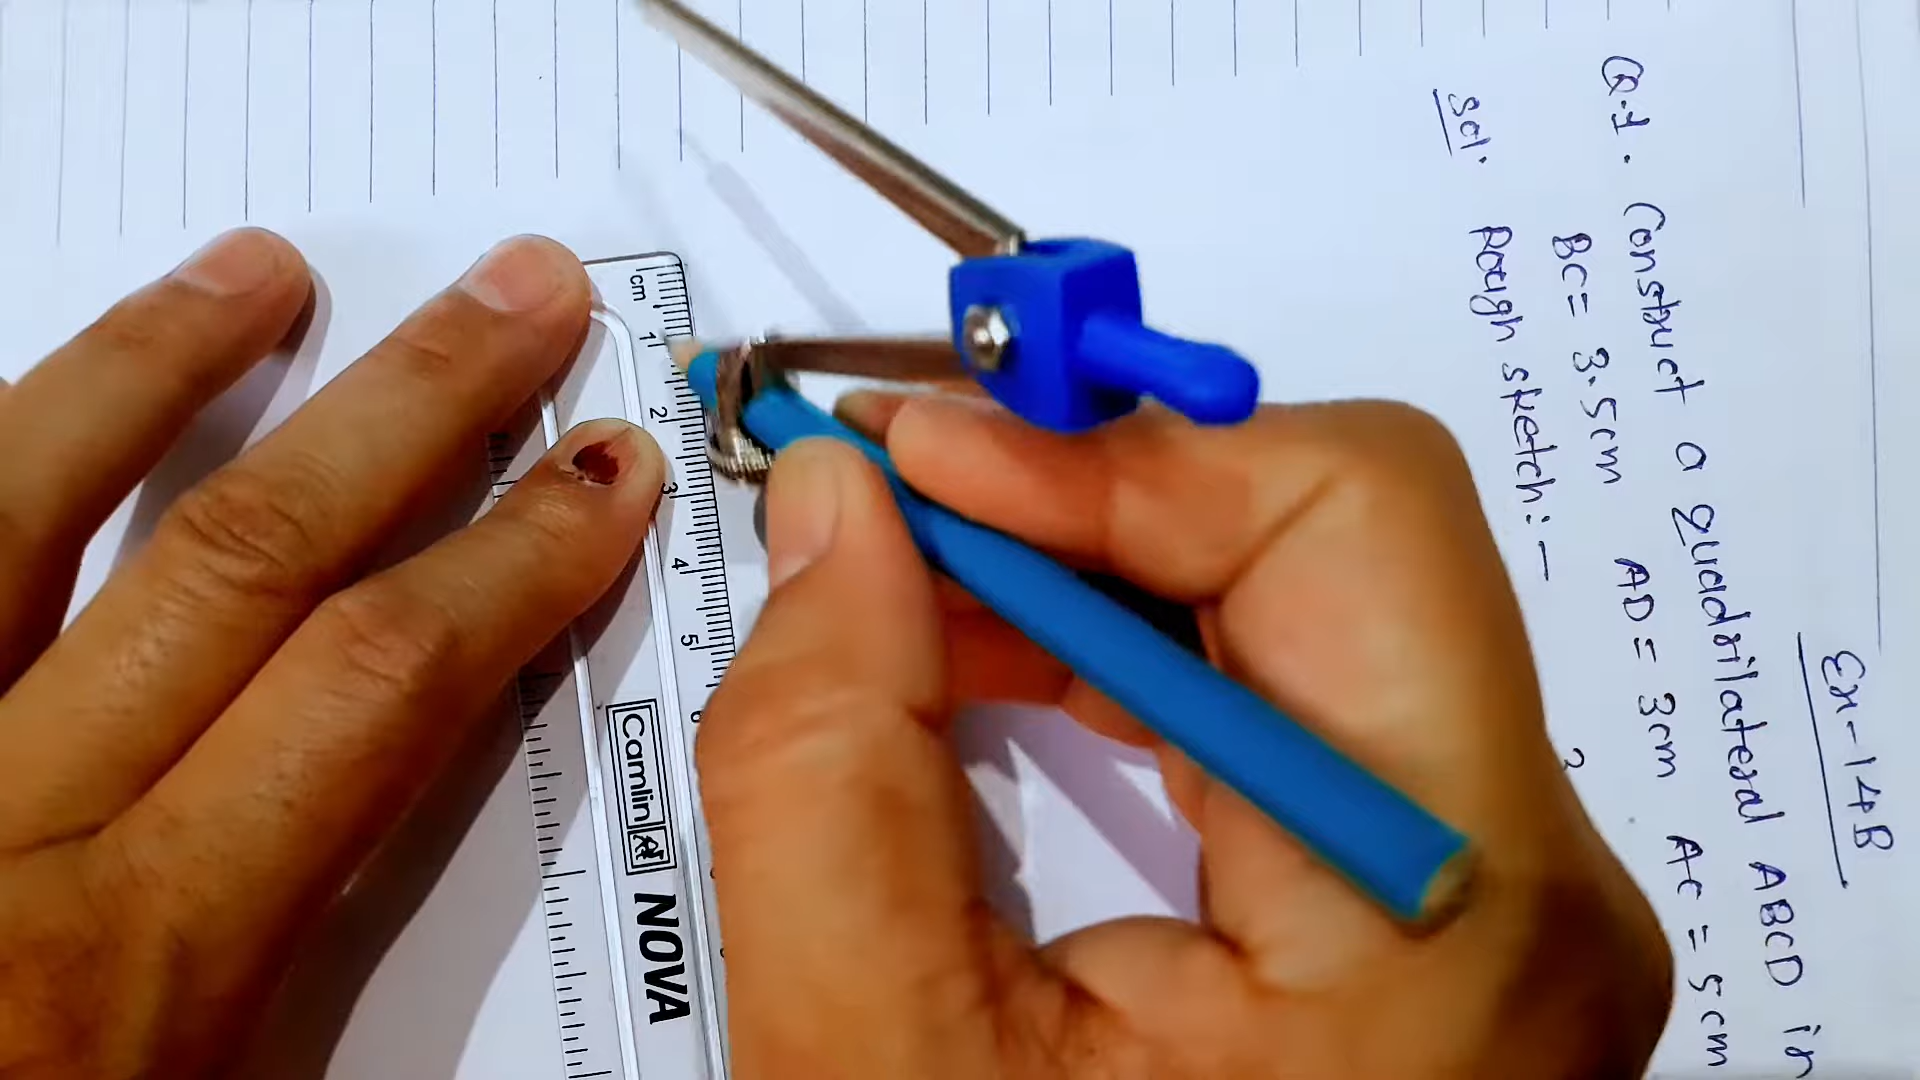 Ex-14B
Q.1. Construct a quadrilateral ABCD in
BC = 3.5cm AD = 3cm AC = 5cm
Sol. Rough sketch:-
cm
1
2
3
4
5
6
Camlin
NOVA